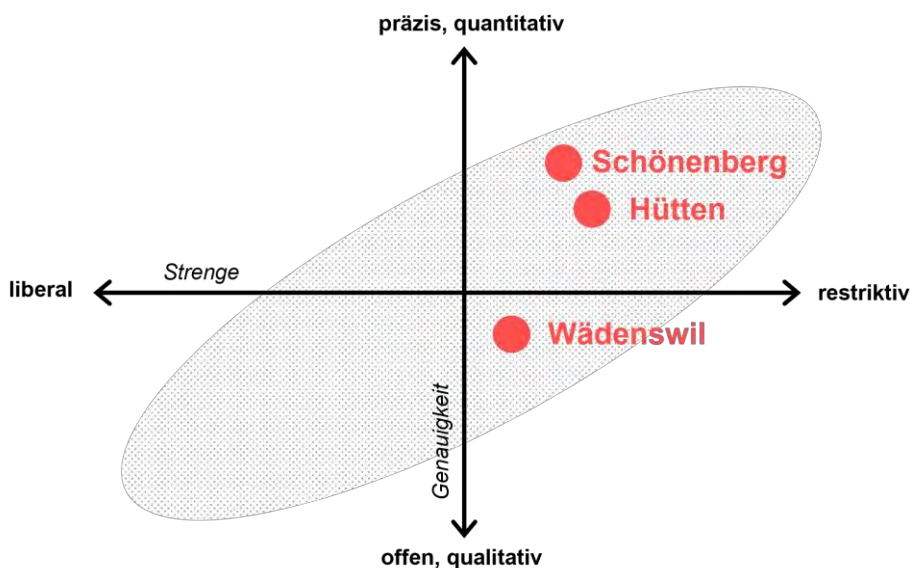 präzis, quantitativ
Schönenberg
Hütten
Strenge
liberal
restriktiv
Wädenswil
Genauigkeit
offen, qualitativ